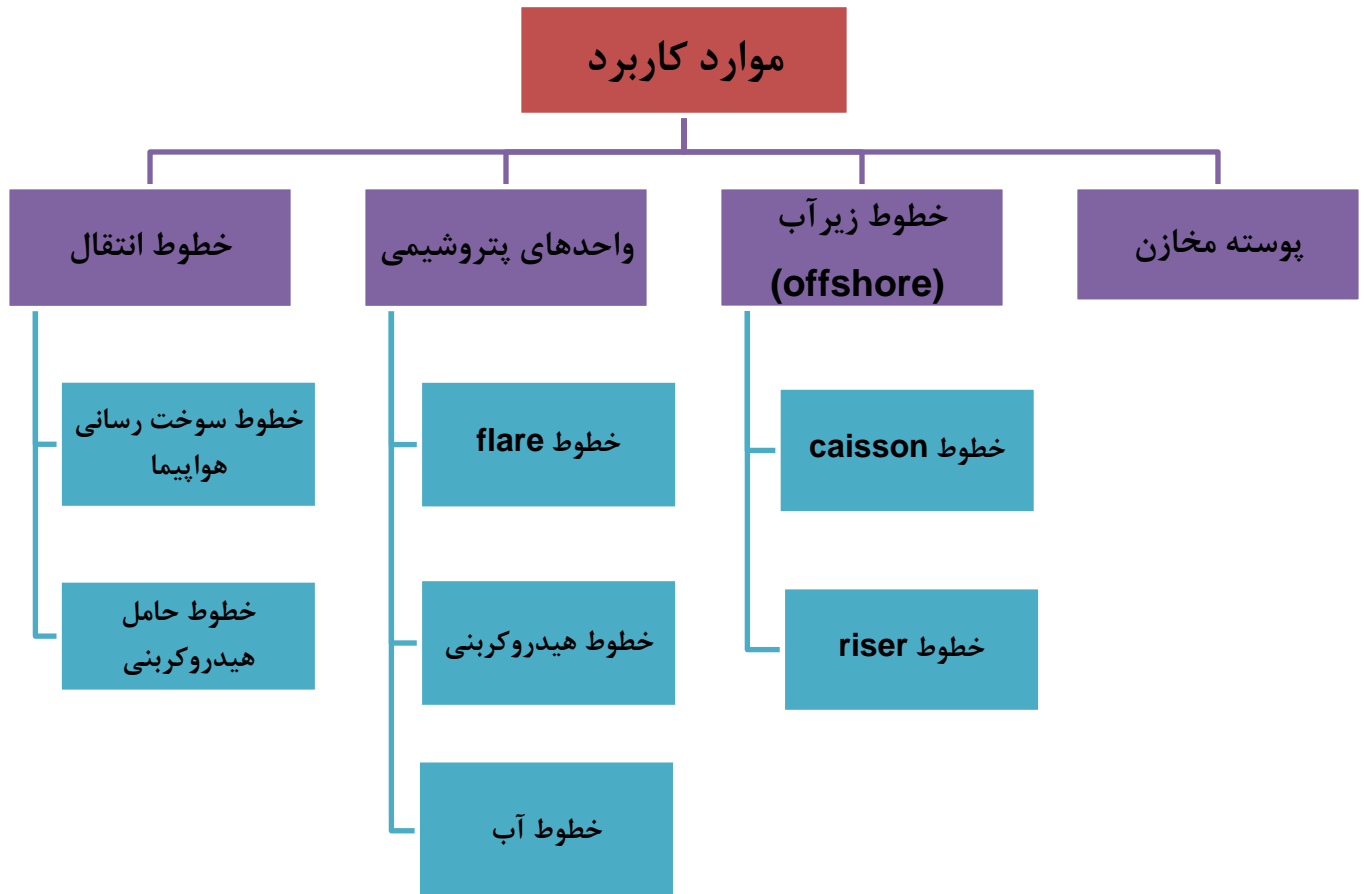 موارد کاربرد
پوسته مخازن
خطوط زیرآب
(offshore)
خطوط caisson
خطوط riser
واحدهای پتروشیمی
خطوط flare
خطوط هیدروکربنی
خطوط آب
خطوط انتقال
خطوط سوخت رسانی
هواپیما
خطوط حامل
هیدروکربنی